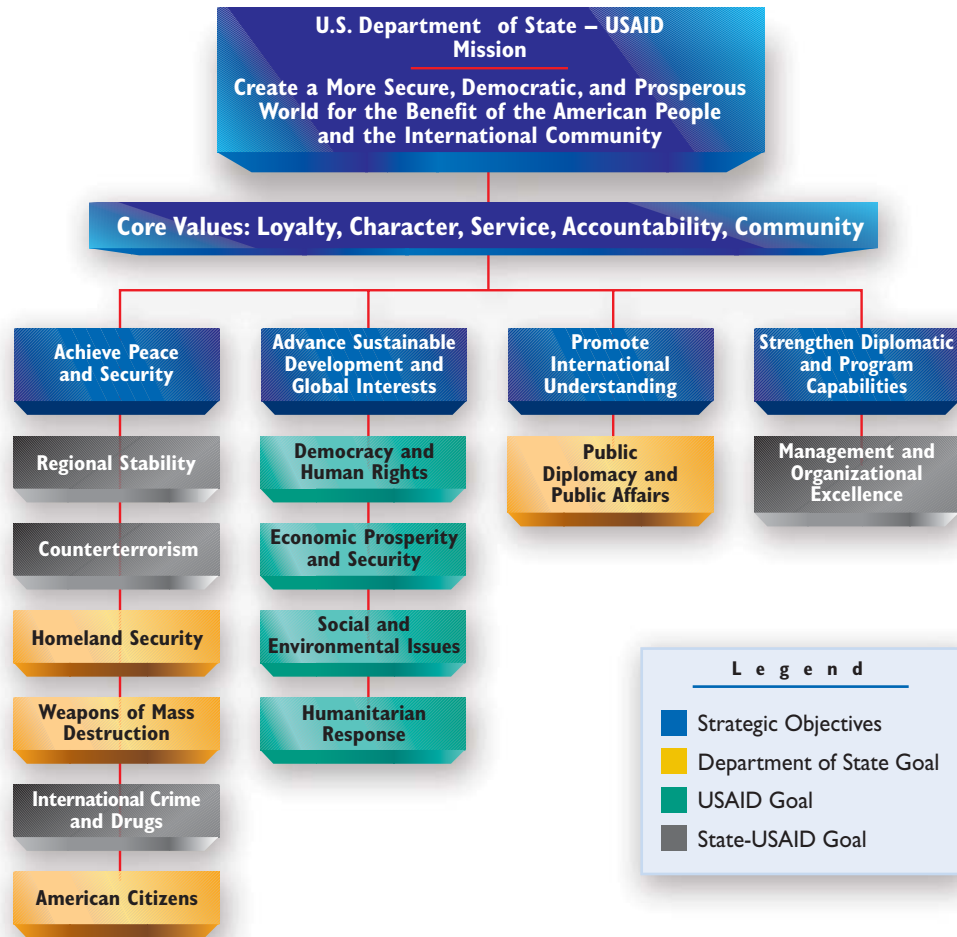 U.S. Department of State – USAID
Mission
Create a More Secure, Democratic, and Prosperous
World for the Benefit of the American People
and the International Community
Core Values: Loyalty, Character, Service, Accountability, Community
Achieve Peace
and Security
Regional Stability
Counterterrorism
Homeland Security
Weapons of Mass
Destruction
International Crime
and Drugs
American Citizens
Advance Sustainable
Development and
Global Interests
Democracy and
Human Rights
Economic Prosperity
and Security
Social and
Environmental Issues
Humanitarian
Response
Promote
International
Understanding
Public
Diplomacy and
Public Affairs
Strengthen Diplomatic
and Program
Capabilities
Management and
Organizational
Excellence
Legend
Strategic Objectives
Department of State Goal
USAID Goal
State-USAID Goal